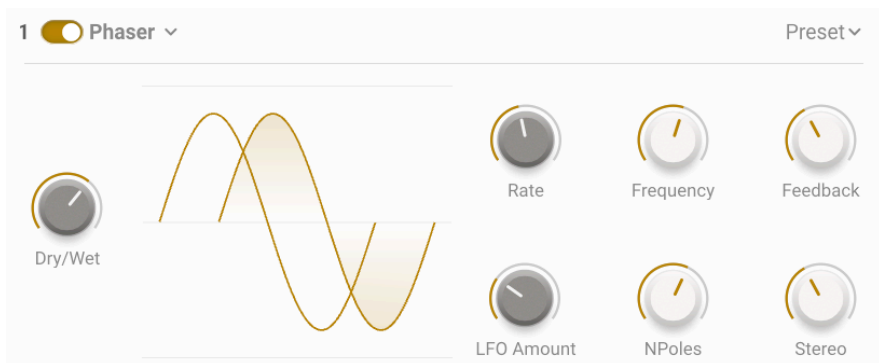 1 Phaser
Preset
Dry/Wet
Rate
Frequency
Feedback
LFO Amount
NPoles
Stereo